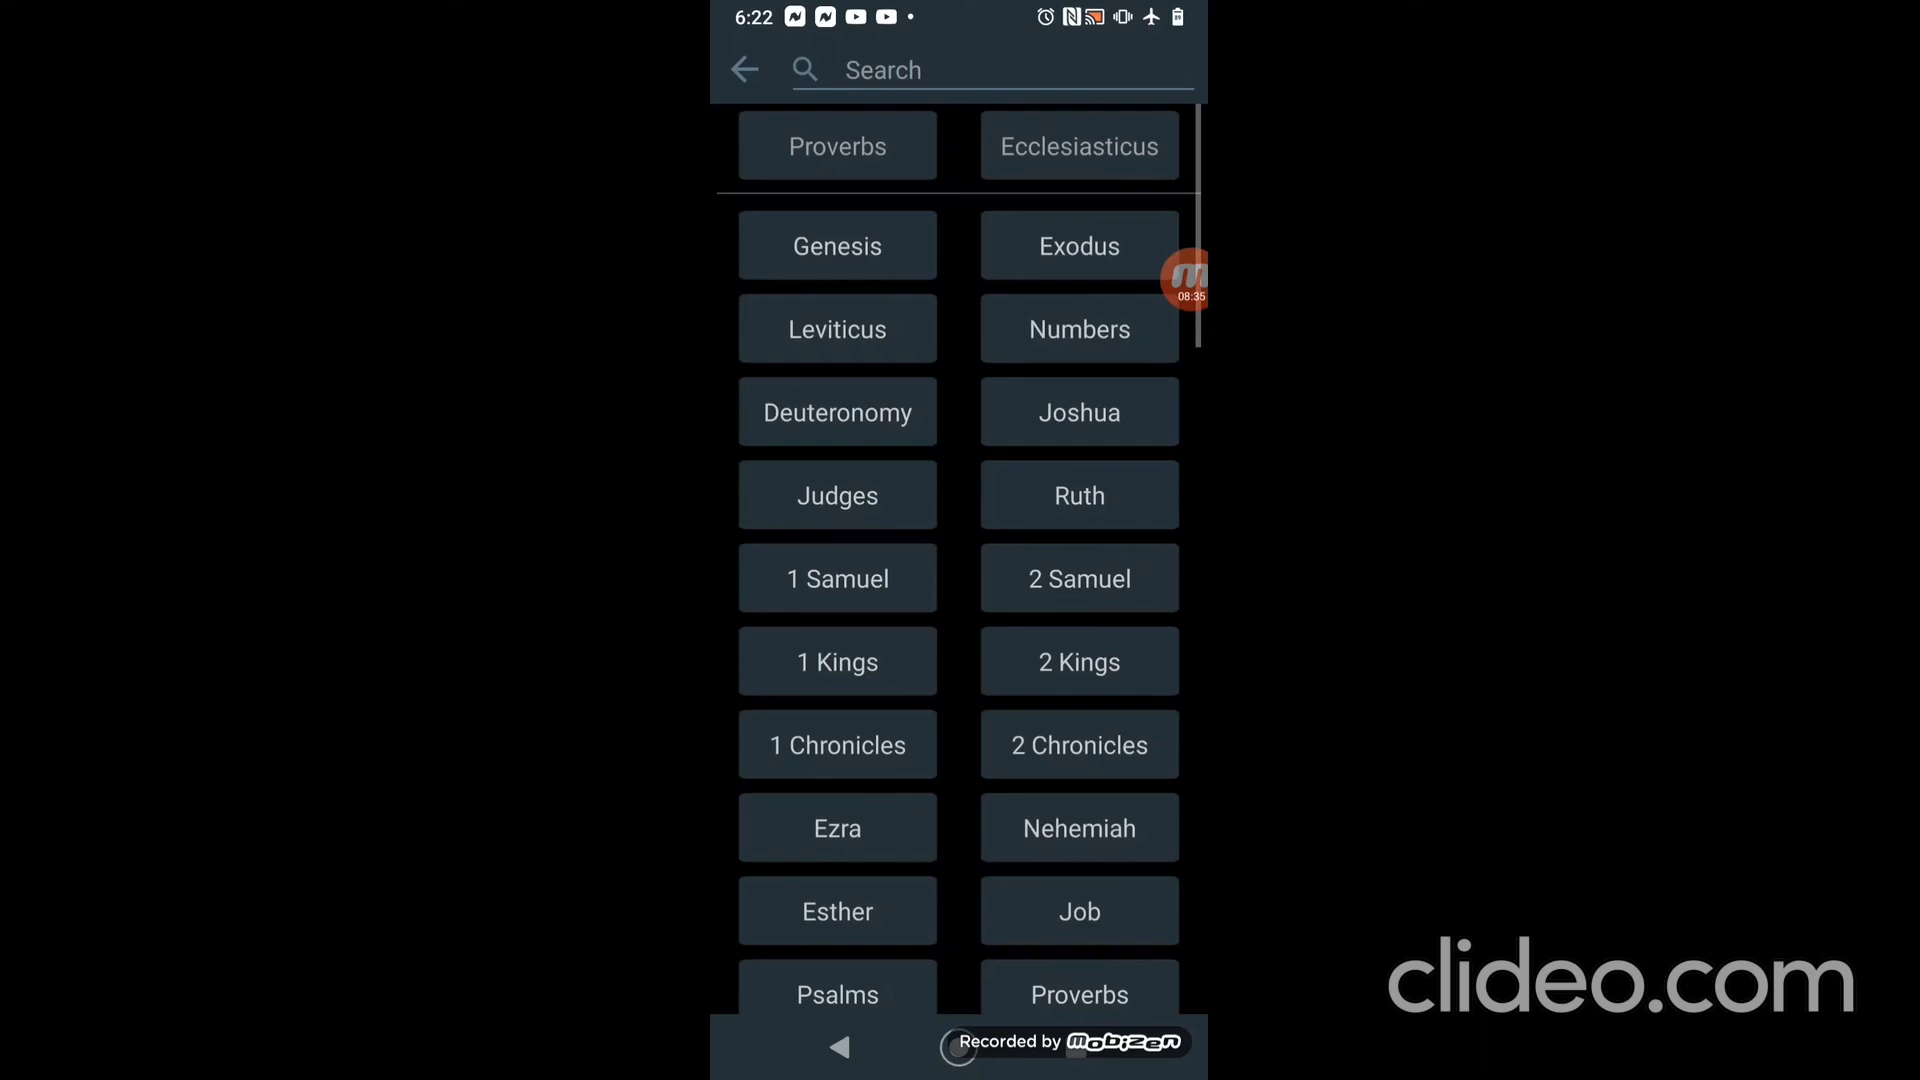 6:22
Search
Proverbs Ecclesiasticus
Genesis Exodus
08:35
Leviticus Numbers
Deuteronomy Joshua
Judges Ruth
1 Samuel 2 Samuel
1 Kings 2 Kings
1 Chronicles 2 Chronicles
Ezra Nehemiah
Esther Job
Psalms Proverbs
clideo.com
Recorded by mobizen